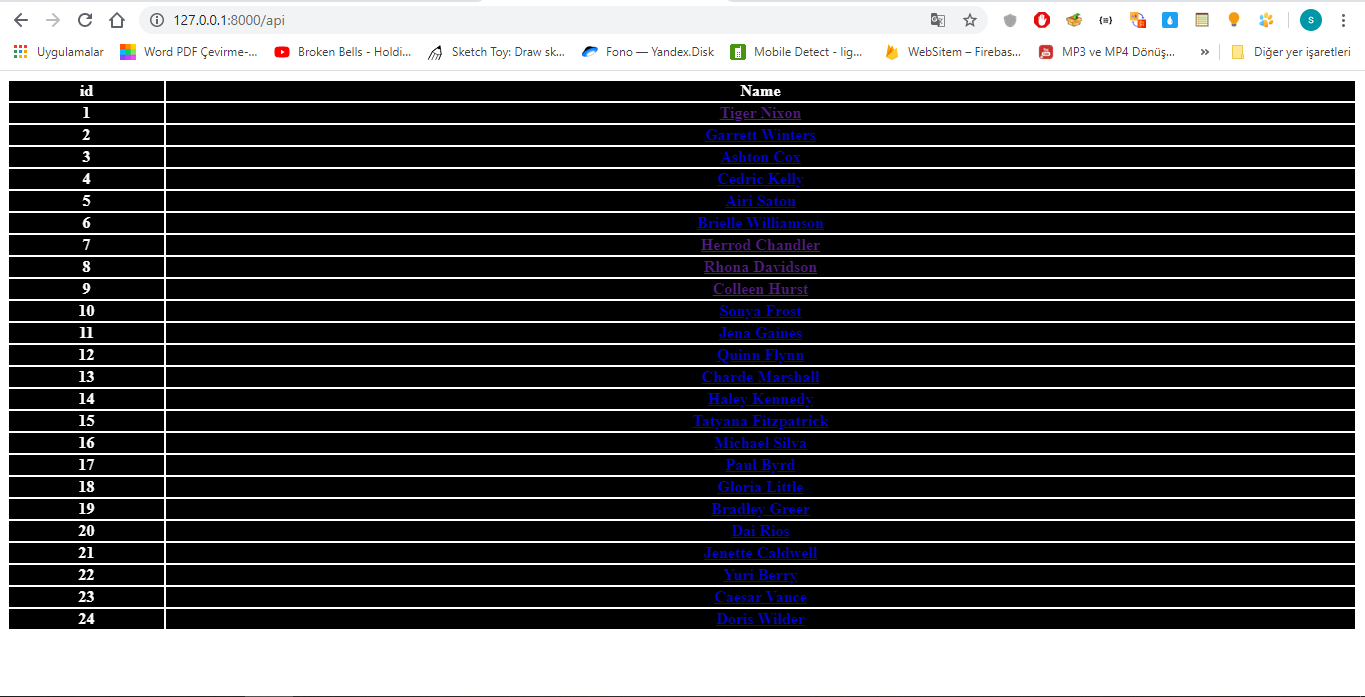 127.0.0.1:8000/api
Uygulamalar Word PDF Çevirme-... Broken Bells - Holdi... Sketch Toy: Draw sk... Fono — Yandex.Disk Mobile Detect - lig... WebSitem – Firebas... MP3 ve MP4 Dönüş... » Diğer yer işaretleri
id Name
1 Tiger Nixon
2 Garrett Winters
3 Ashton Cox
4 Cedric Kelly
5 Airi Satou
6 Brielle Williamson
7 Herrod Chandler
8 Rhona Davidson
9 Colleen Hurst
10 Sonya Frost
11 Jena Gaines
12 Quinn Flynn
13 Charde Marshall
14 Haley Kennedy
15 Tatyana Fitzpatrick
16 Michael Silva
17 Paul Byrd
18 Gloria Little
19 Bradley Greer
20 Dai Rios
21 Jenette Caldwell
22 Yuri Berry
23 Caesar Vance
24 Doris Wilder